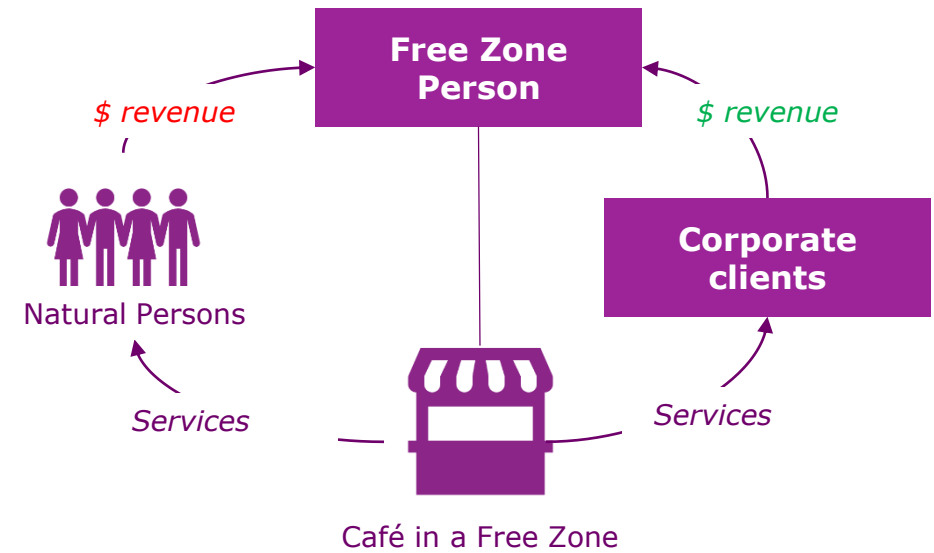 Free Zone
Person
$ revenue
$ revenue
Corporate
clients
Natural Persons
Services
Services
Café in a Free Zone